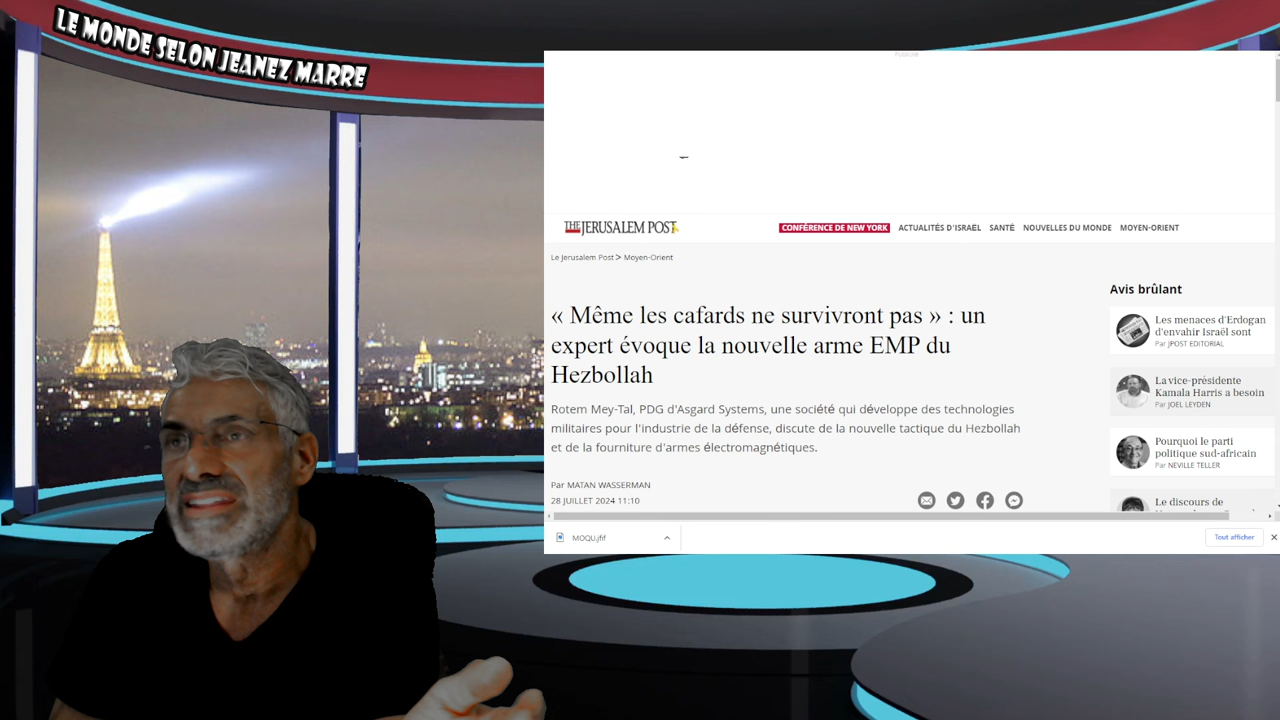 LE MONDE SELON JEANEZ MARRE
Publicité
THE JERUSALEM POST
CONFÉRENCE DE NEW YORK ACTUALITÉS D'ISRAËL SANTÉ NOUVELLES DU MONDE MOYEN-ORIENT
Le Jerusalem Post > Moyen-Orient
« Même les cafards ne survivront pas » : un
expert évoque la nouvelle arme EMP du
Hezbollah
Rotem Mey-Tal, PDG d'Asgard Systems, une société qui développe des technologies
militaires pour l'industrie de la défense, discute de la nouvelle tactique du Hezbollah
et de la fourniture d'armes électromagnétiques.
Par MATAN WASSERMAN
28 JUILLET 2024 11:10
Avis brûlant
Les menaces d'Erdogan
d'envahir Israël sont
Par JPOST EDITORIAL
La vice-présidente
Kamala Harris a besoin
Par JOEL LEYDEN
Pourquoi le parti
politique sud-africain
Par NEVILLE TELLER
Le discours de
MOQU.jfif
Tout afficher